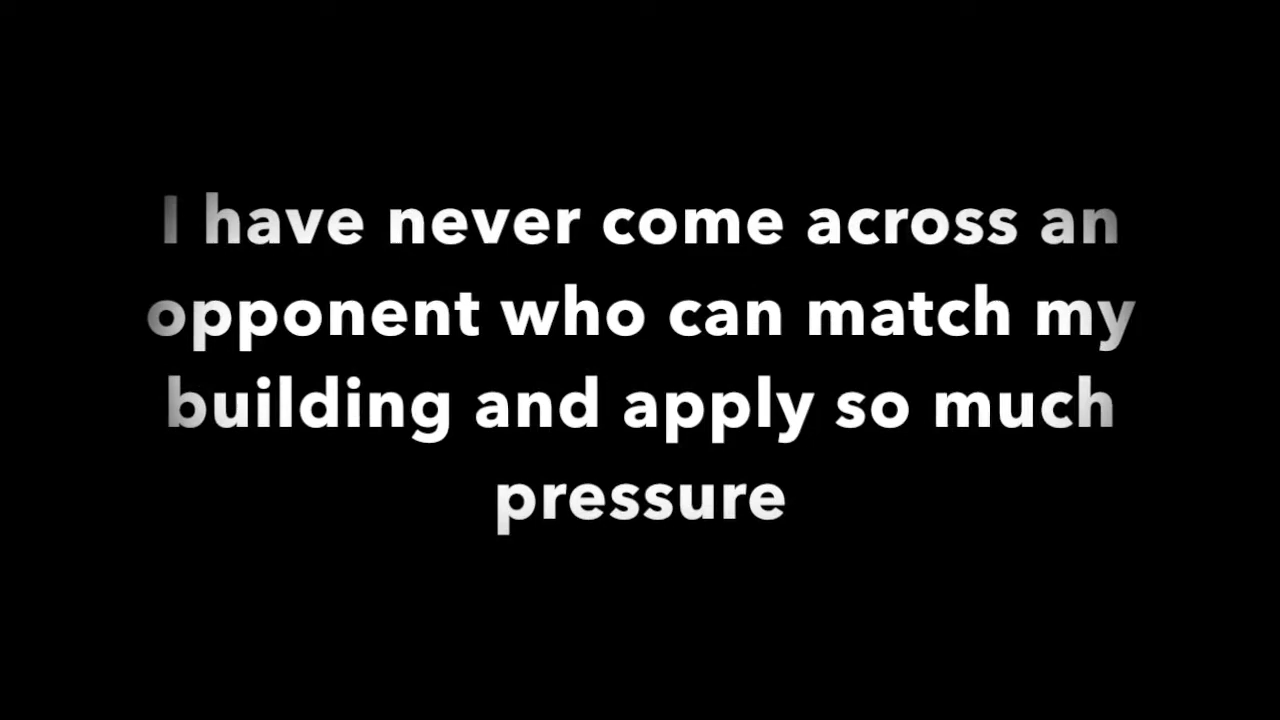 I have never come across an
opponent who can match my
building and apply so much
pressure